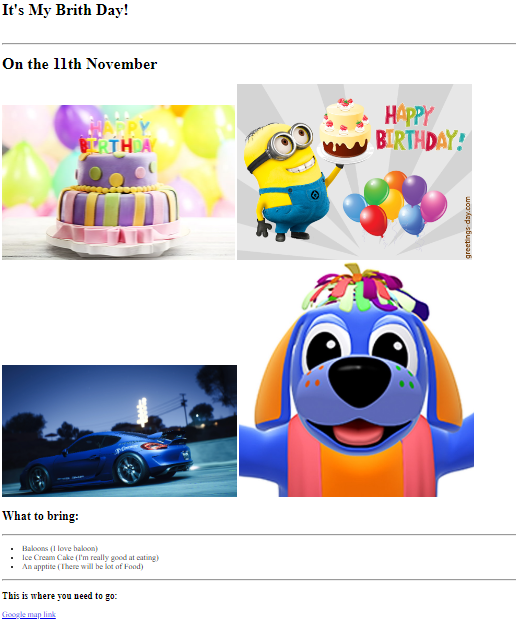 It's My Brith Day!
On the 11th November
HAPPY
BIRTHDAY
HAPPY
BIRTHDAY!
greetings-day.com
What to bring:
Baloons (I love baloon)
Ice Cream Cake (I'm really good at eating)
An apptite (There will be lot of Food)
This is where you need to go:
Google map link